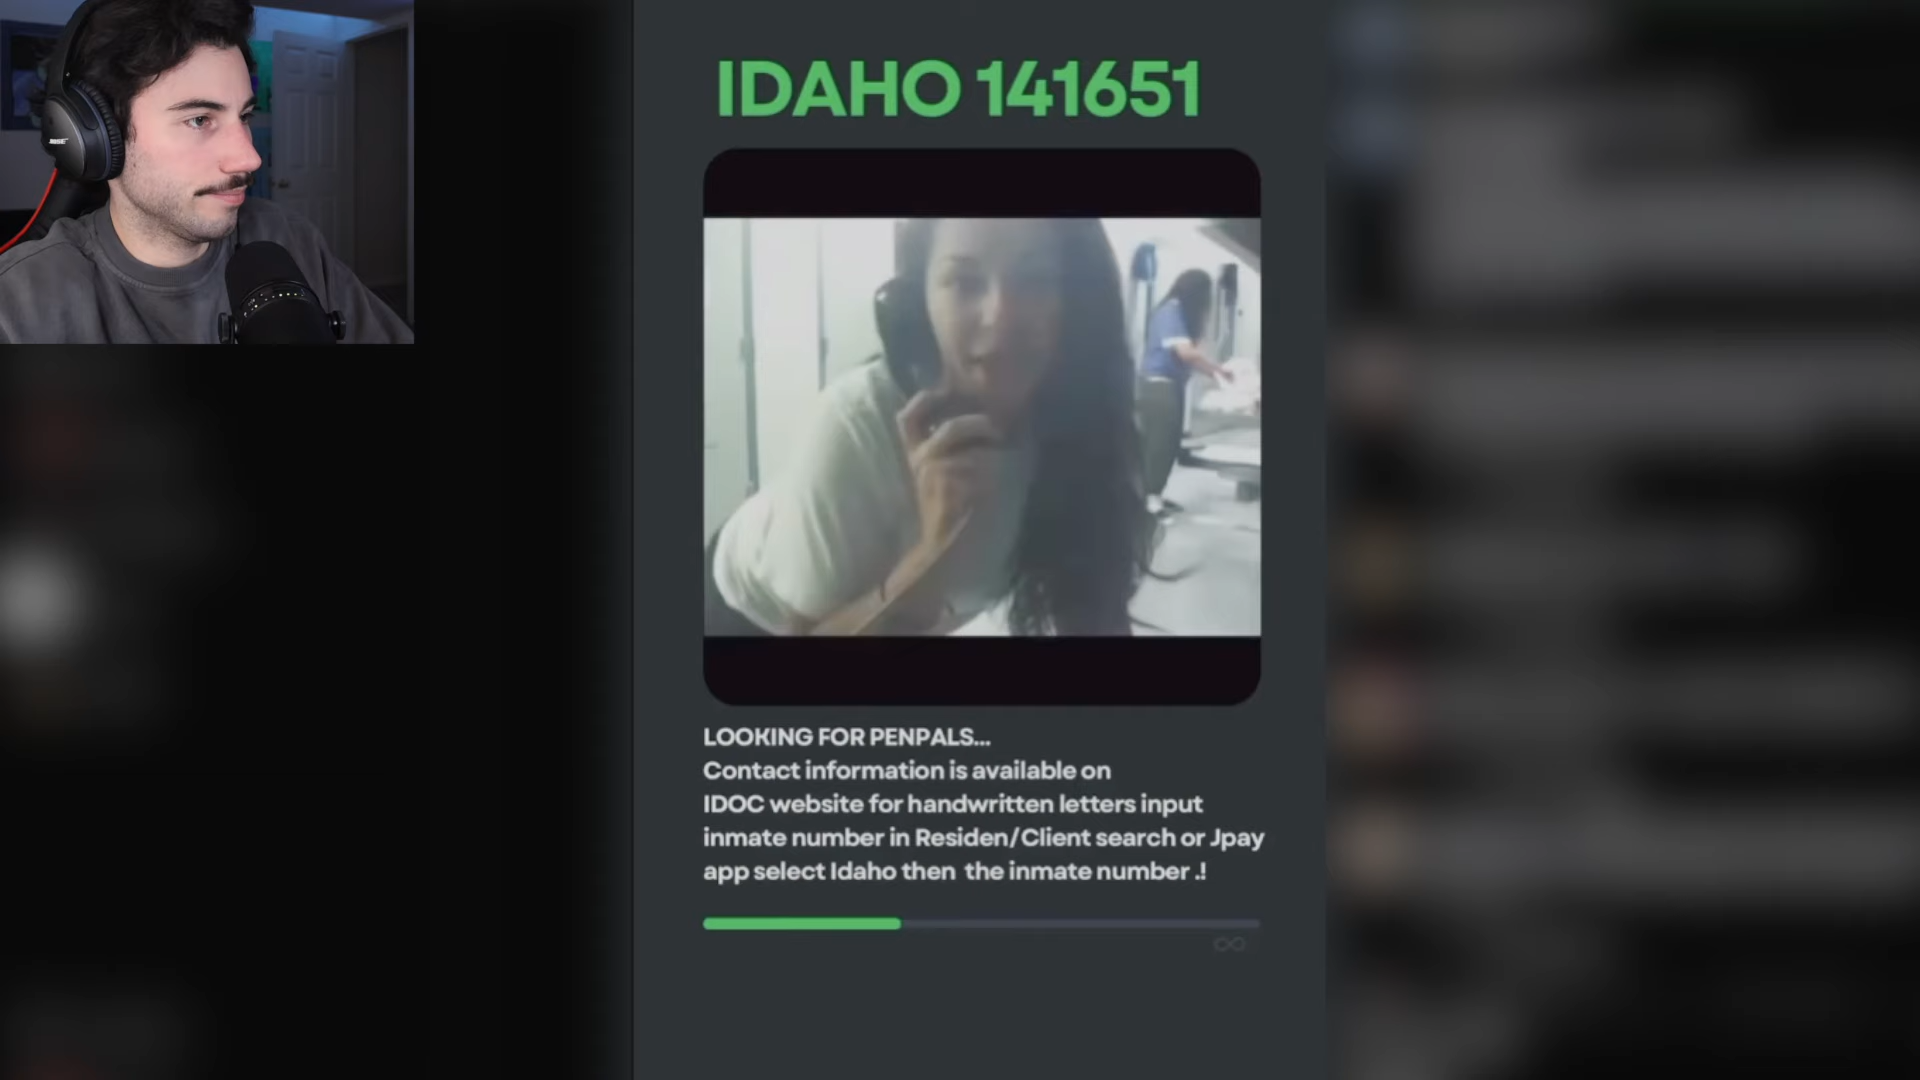 IDAHO 141651
BOSE
LOOKING FOR PENPALS...
Contact information is available on
IDOC website for handwritten letters input
inmate number in Residen/Client search or Jpay
app select Idaho then the inmate number .!